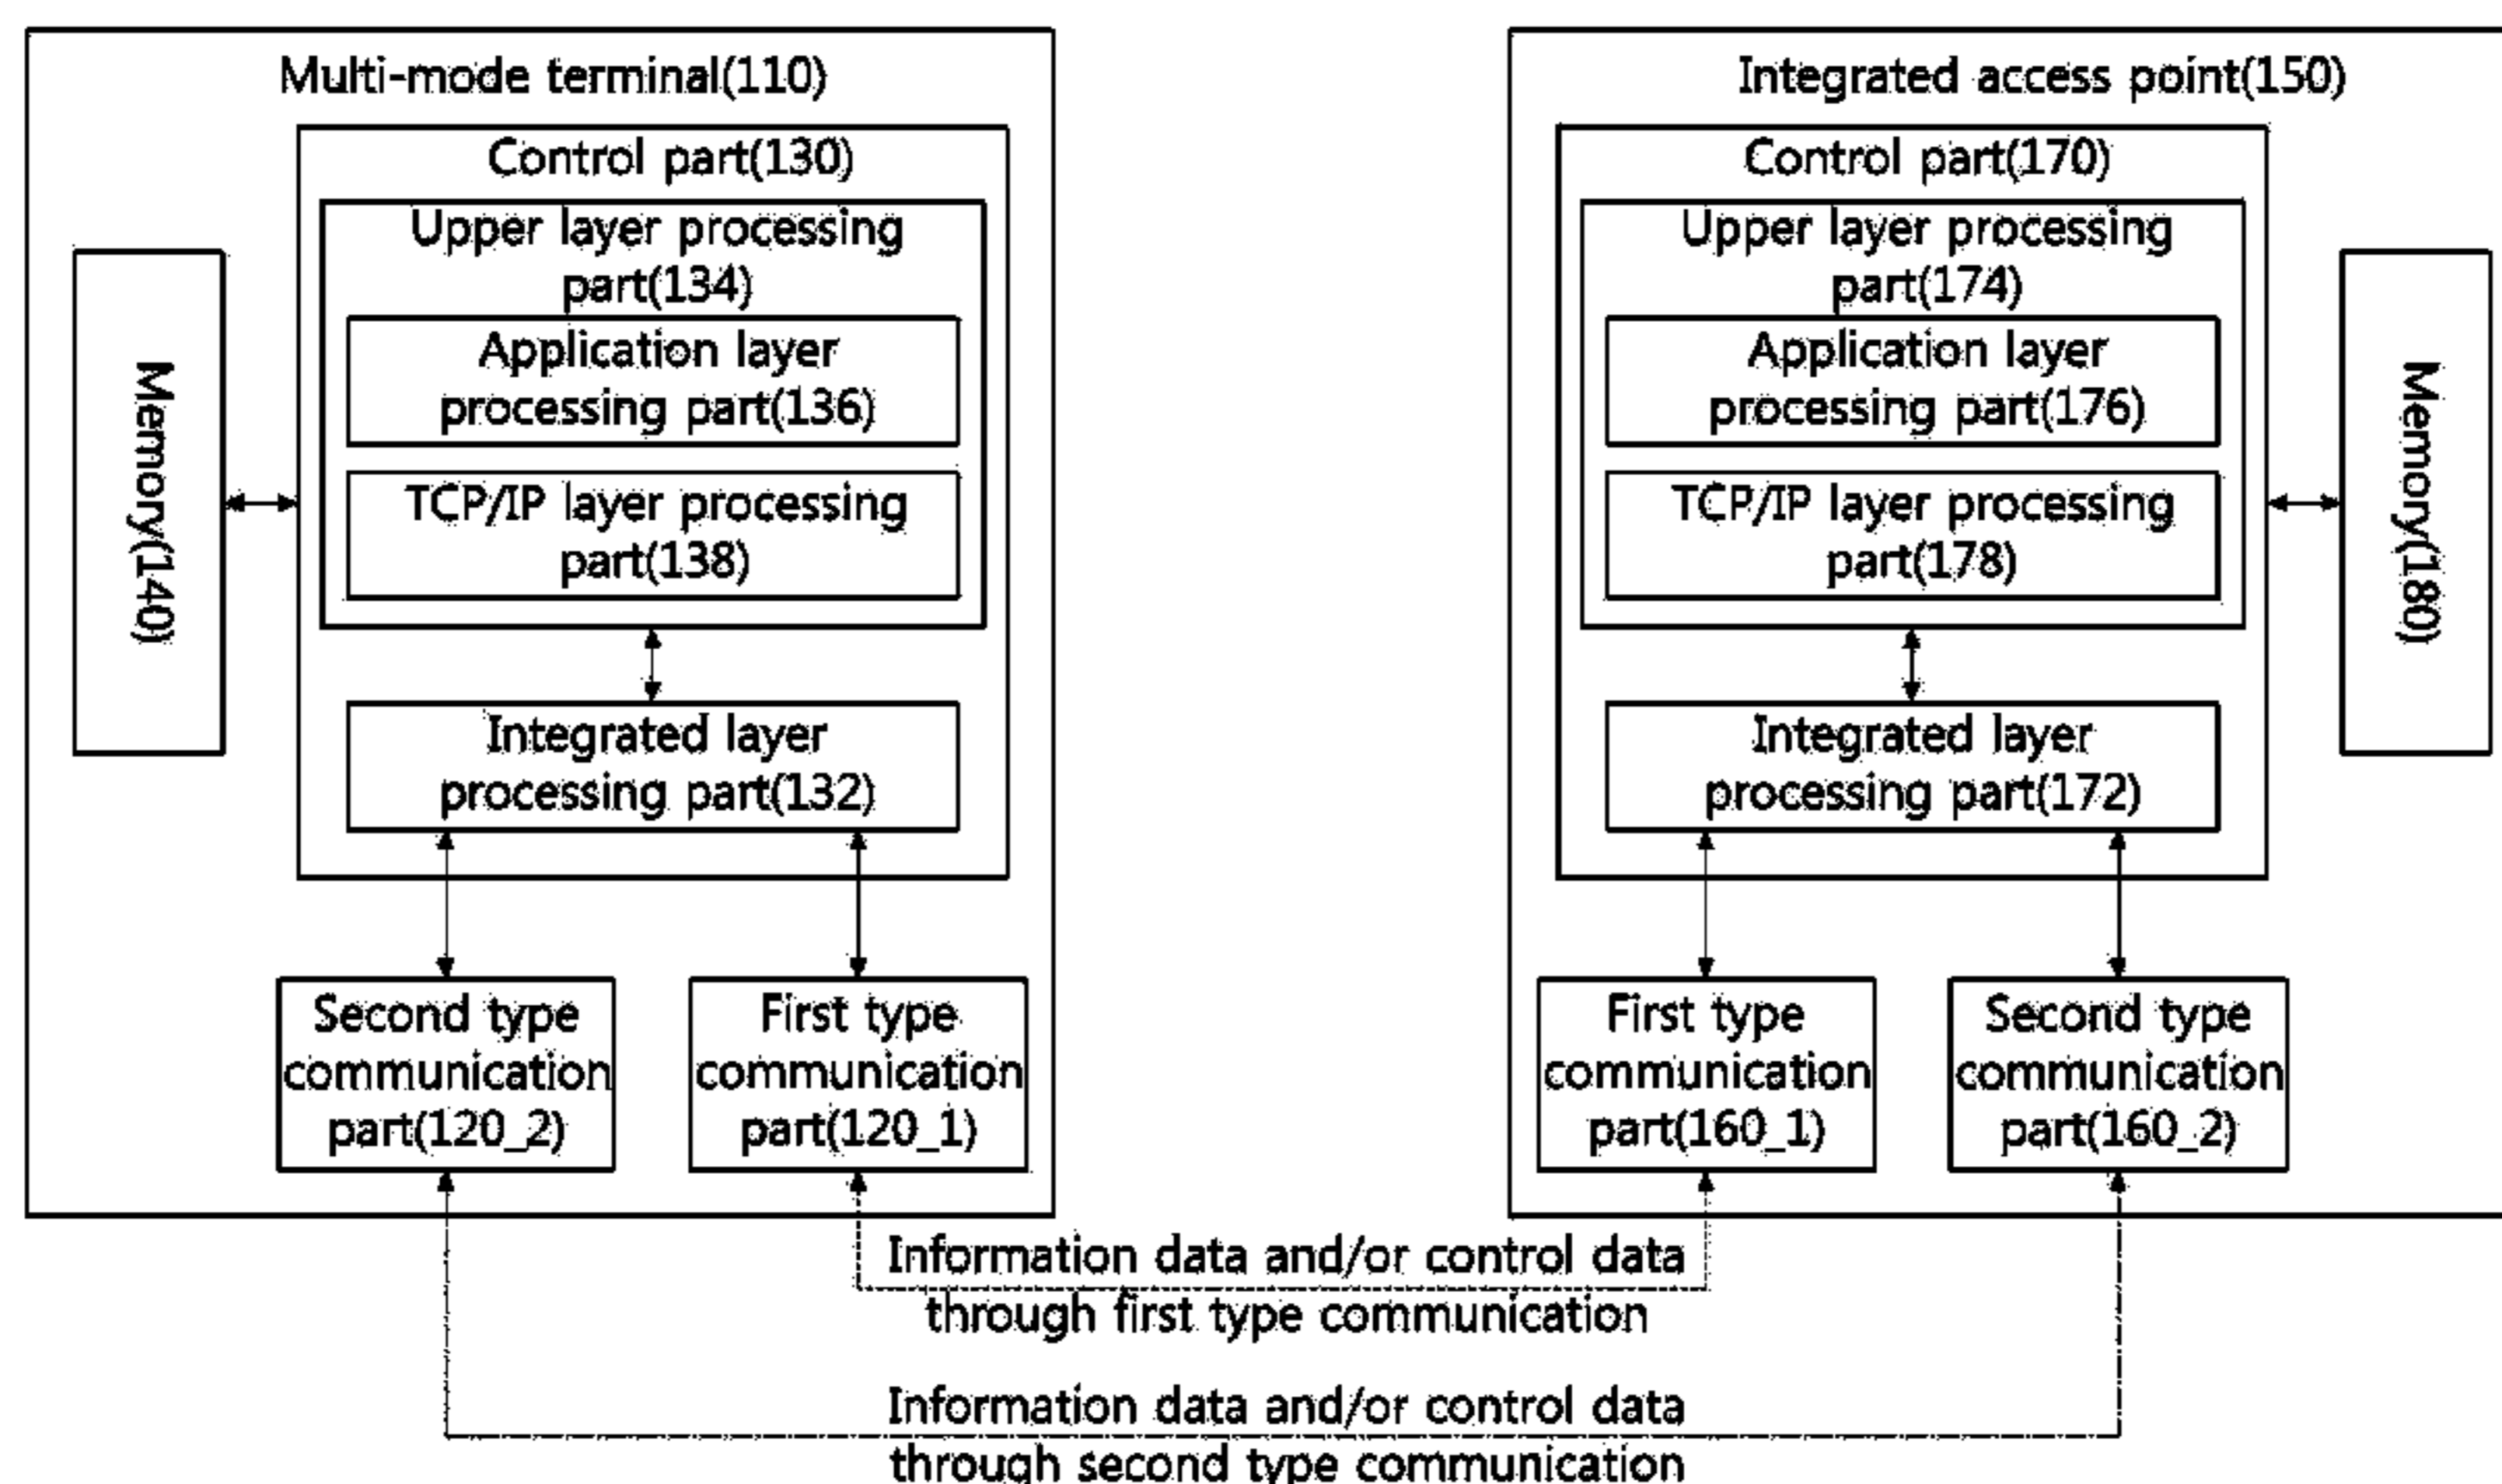 Multi-mode terminal(110)
Control part(130)
Upper layer processing
part(134)
Application layer
processing part(136)
TCP/IP layer processing
part(138)
Memory(140)
Integrated layer
processing part(132)
Second type
communication
part(120_2)
First type
communication
part(120_1)
Integrated access point(150)
Control part(170)
Upper layer processing
part(174)
Application layer
processing part(176)
TCP/IP layer processing
part(178)
Memory(180)
Integrated layer
processing part(172)
First type
communication
part(160_1)
Second type
communication
part(160_2)
Information data and/or control data
through first type communication
Information data and/or control data
through second type communication